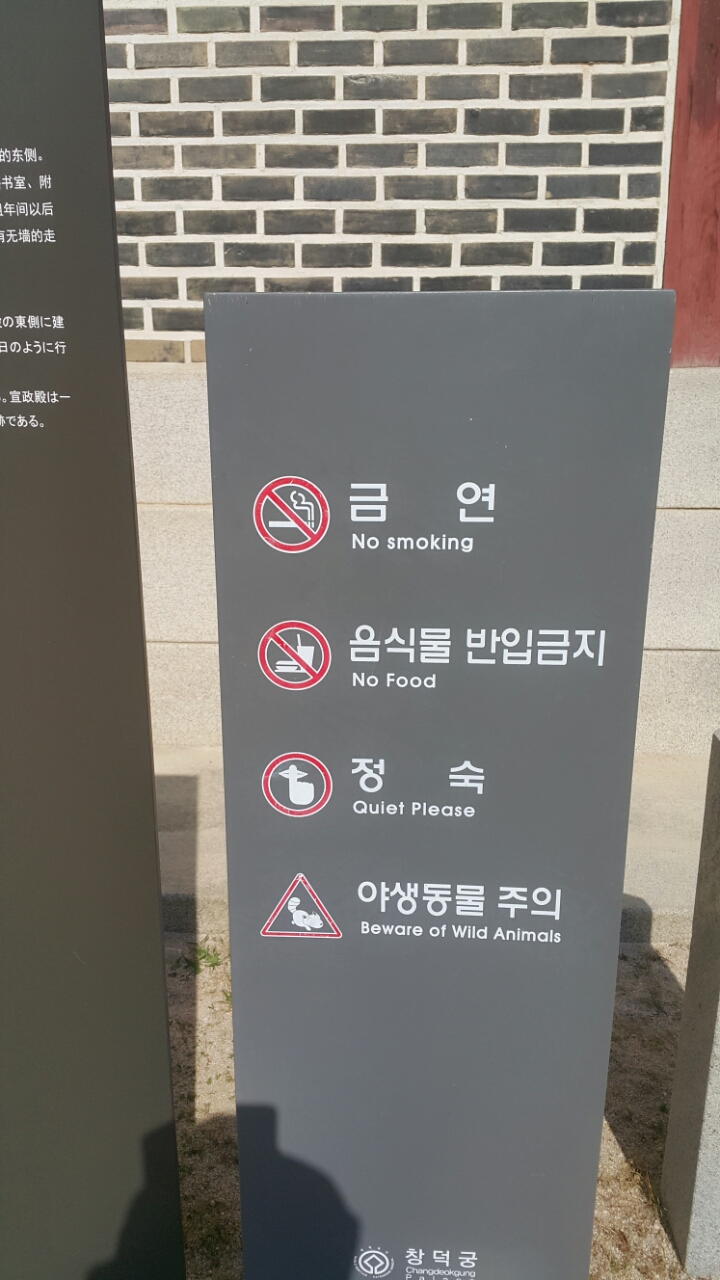 的东侧。
书室、附
年间以后
有无墙的走
の東側に建
日のように行
。宣政殿は一
跡である。
금 연
No smoking
음식물 반입금지
No Food
정 숙
Quiet Please
야생동물 주의
Beware of Wild Animals
창덕궁
Changdeokgung